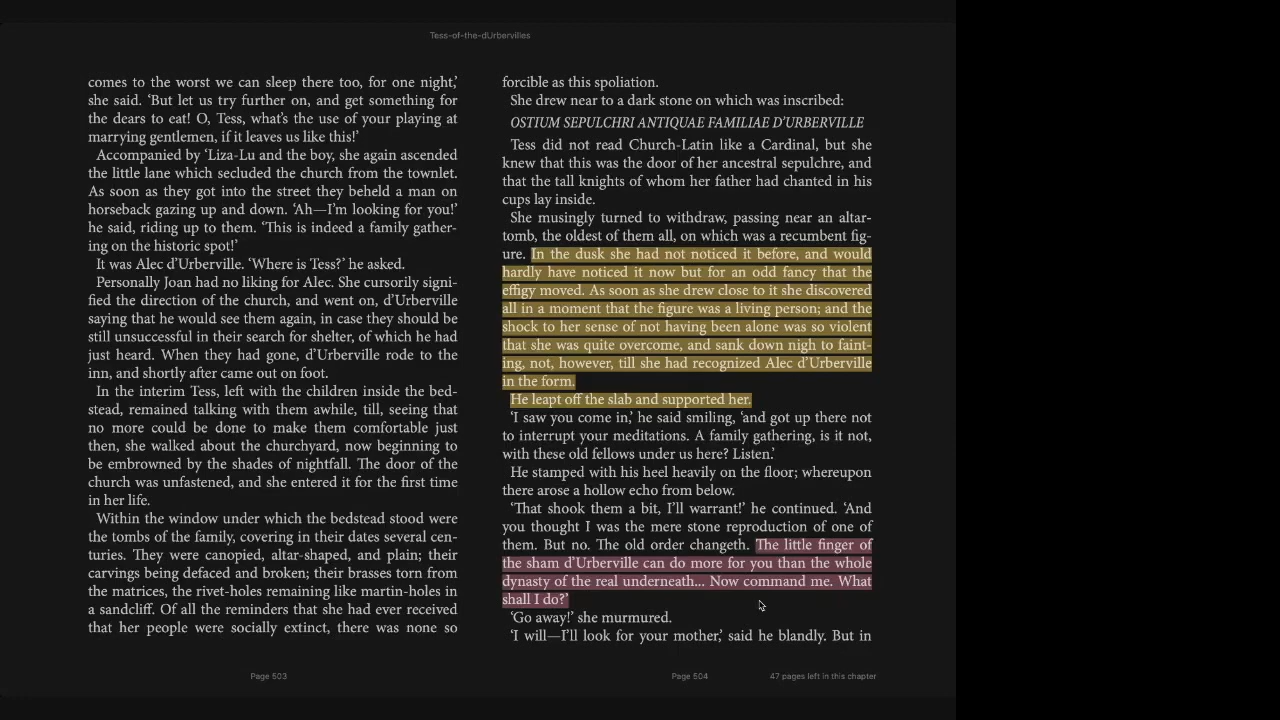 Tess-of-the-dUrbervilles
comes to the worst we can sleep there too, for one night,’
she said. ‘But let us try further on, and get something for
the dears to eat! O, Tess, what’s the use of your playing at
marrying gentlemen, if it leaves us like this!’
Accompanied by ‘Liza-Lu and the boy, she again ascended
the little lane which secluded the church from the townlet.
As soon as they got into the street they beheld a man on
horseback gazing up and down. ‘Ah—I’m looking for you!’
he said, riding up to them. ‘This is indeed a family gather-
ing on the historic spot!’
It was Alec d’Urberville. ‘Where is Tess?’ he asked.
Personally Joan had no liking for Alec. She cursorily signi-
fied the direction of the church, and went on, d’Urberville
saying that he would see them again, in case they should be
still unsuccessful in their search for shelter, of which he had
just heard. When they had gone, d’Urberville rode to the
inn, and shortly after came out on foot.
In the interim Tess, left with the children inside the bed-
stead, remained talking with them awhile, till, seeing that
no more could be done to make them comfortable just
then, she walked about the churchyard, now beginning to
be embrowned by the shades of nightfall. The door of the
church was unfastened, and she entered it for the first time
in her life.
Within the window under which the bedstead stood were
the tombs of the family, covering in their dates several cen-
turies. They were canopied, altar-shaped, and plain; their
carvings being defaced and broken; their brasses torn from
the matrices, the rivet-holes remaining like martin-holes in
a sandcliff. Of all the reminders that she had ever received
that her people were socially extinct, there was none so
Page 503
forcible as this spoliation.
She drew near to a dark stone on which was inscribed:
OSTIUM SEPULCHRI ANTIQUAE FAMILIAE D’URBERVILLE
Tess did not read Church-Latin like a Cardinal, but she
knew that this was the door of her ancestral sepulchre, and
that the tall knights of whom her father had chanted in his
cups lay inside.
She musingly turned to withdraw, passing near an altar-
tomb, the oldest of them all, on which was a recumbent fig-
ure. In the dusk she had not noticed it before, and would
hardly have noticed it now but for an odd fancy that the
effigy moved. As soon as she drew close to it she discovered
all in a moment that the figure was a living person; and the
shock to her sense of not having been alone was so violent
that she was quite overcome, and sank down nigh to faint-
ing, not, however, till she had recognized Alec d’Urberville
in the form.
He leapt off the slab and supported her.
‘I saw you come in,’ he said smiling, ‘and got up there not
to interrupt your meditations. A family gathering, is it not,
with these old fellows under us here? Listen.’
He stamped with his heel heavily on the floor; whereupon
there arose a hollow echo from below.
‘That shook them a bit, I’ll warrant!’ he continued. ‘And
you thought I was the mere stone reproduction of one of
them. But no. The old order changeth. The little finger of
the sham d’Urberville can do more for you than the whole
dynasty of the real underneath... Now command me. What
shall I do?’
‘Go away!’ she murmured.
‘I will—I’ll look for your mother,’ said he blandly. But in
Page 504
47 pages left in this chapter